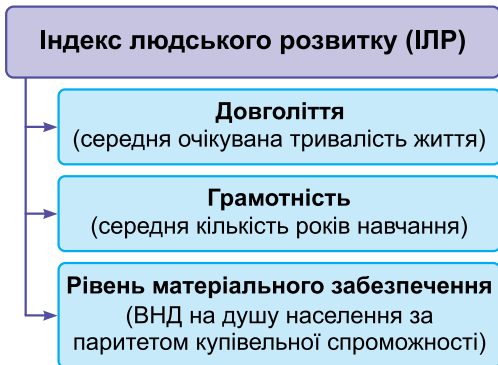 Індекс людського розвитку (ІЛР)
Довголіття
(середня очікувана тривалість життя)
Грамотність
(середня кількість років навчання)
Рівень матеріального забезпечення
(ВНД на душу населення за
паритетом купівельної спроможності)